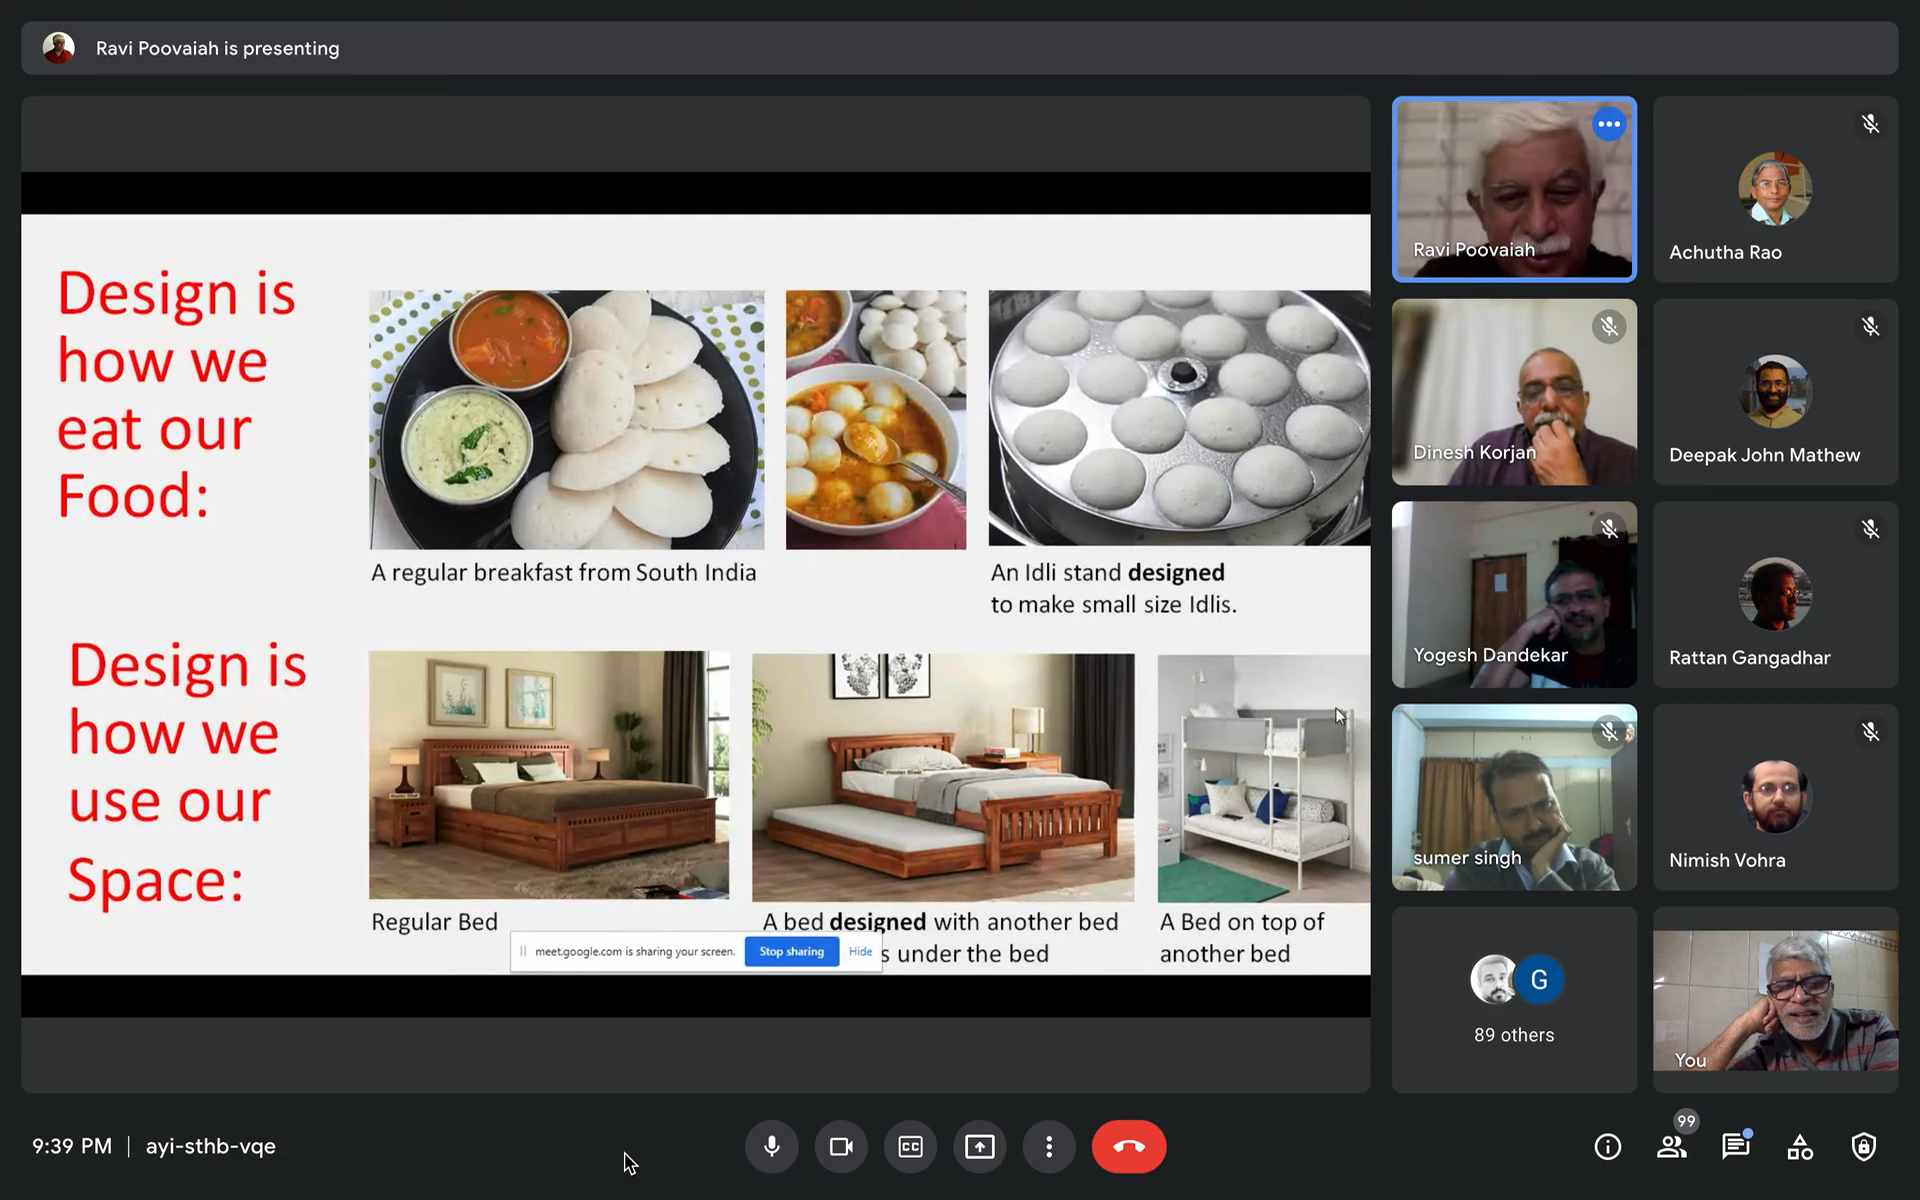 Ravi Poovaiah is presenting
Design is
how we
eat our
Food:
A regular breakfast from South India
An Idli stand designed
to make small size Idlis.
Design is
how we
use our
Space:
Regular Bed
A bed designed with another bed
s under the bed
A Bed on top of
another bed
meet.google.com is sharing your screen.
Stop sharing
Hide
Ravi Poovaiah
Achutha Rao
Dinesh Korjan
Deepak John Mathew
Yogesh Dandekar
Rattan Gangadhar
sumer singh
Nimish Vohra
G
89 others
You
9:39 PM | ayi-sthb-vqe
CC
99